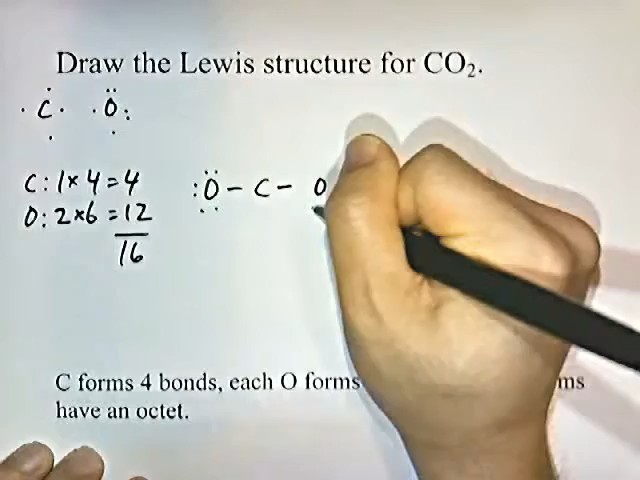 Draw the Lewis structure for CO₂.
· Ċ · · Ö :
C: 1 × 4 = 4
:Ö – C – O
O: 2 × 6 = 12
16
C forms 4 bonds, each O forms ms
have an octet.